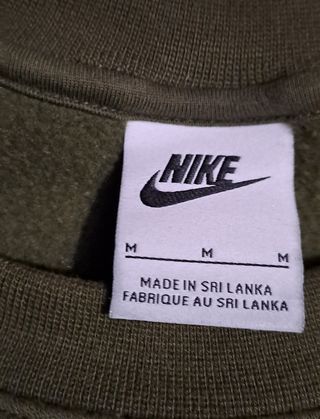 NIKE
M M M
MADE IN SRI LANKA
FABRIQUE AU SRI LANKA